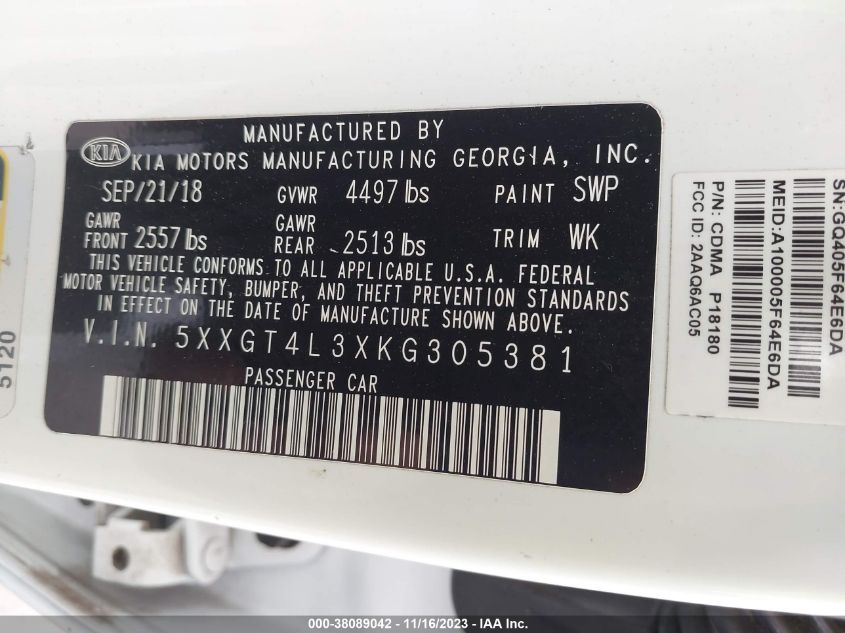 MANUFACTURED BY
KIA KIA MOTORS MANUFACTURING GEORGIA, INC.
SEP/21/18 GVWR 4497 lbs PAINT SWP
GAWR FRONT 2557 lbs GAWR REAR 2513 lbs TRIM WK
THIS VEHICLE CONFORMS TO ALL APPLICABLE U.S.A. FEDERAL
MOTOR VEHICLE SAFETY, BUMPER, AND THEFT PREVENTION STANDARDS
IN EFFECT ON THE DATE OF MANUFACTURE SHOWN ABOVE.
V.I.N. 5XXGT4L3XKG305381
PASSENGER CAR
SN:GQ405F64E6DA
MEID:A100005F64E6DA
P/N: CDMA P18180
FCC ID: 2AAQ6AC05
5120
000-38089042 - 11/16/2023 - IAA Inc.